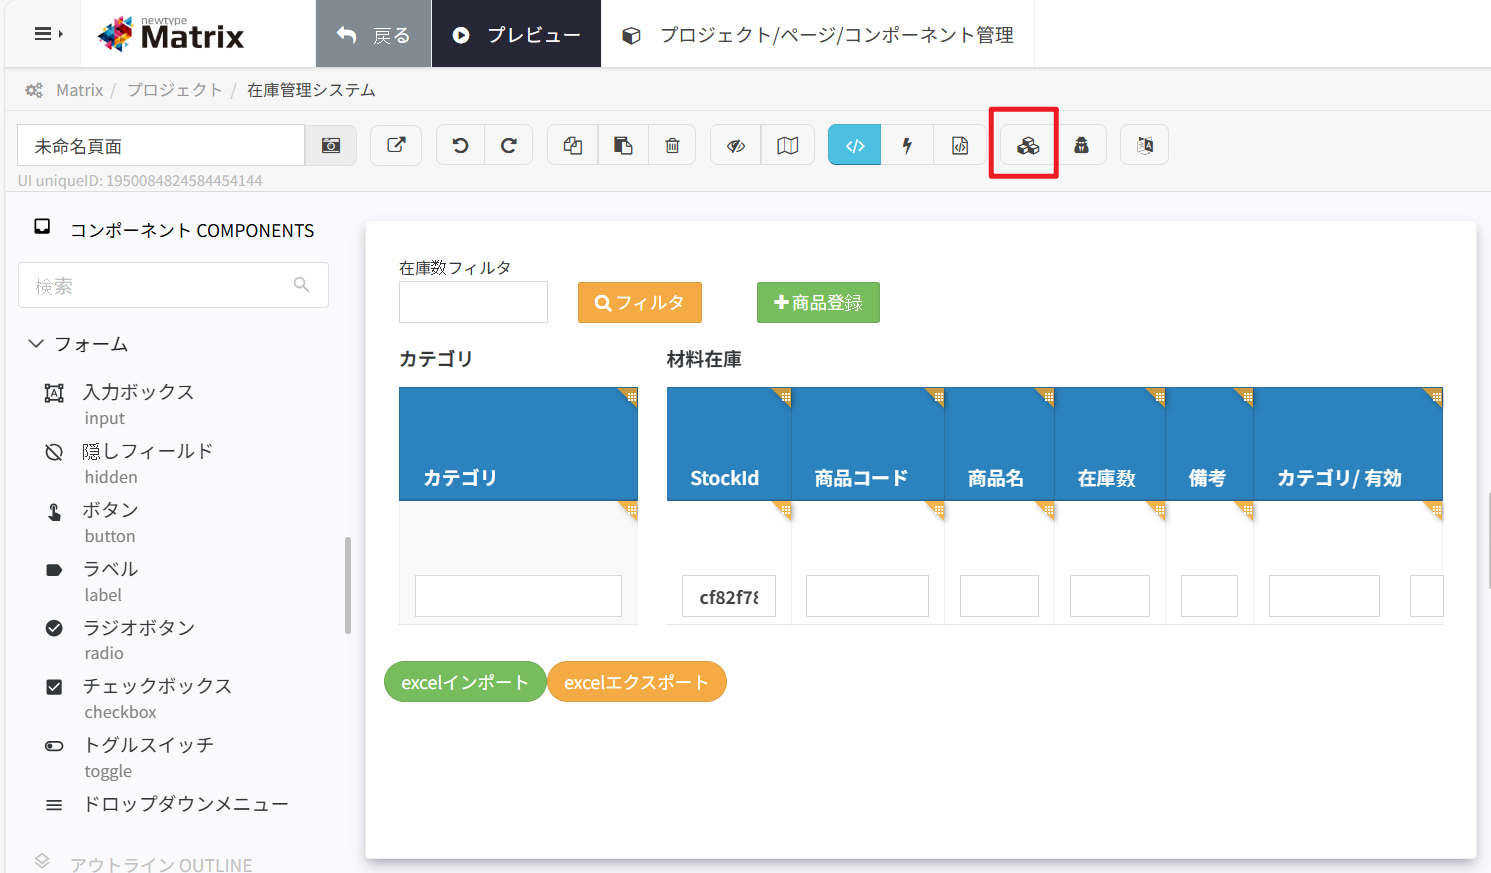 newtype
Matrix
戻る
プレビュー
プロジェクト/ページ/コンポーネント管理
Matrix / プロジェクト / 在庫管理システム
未命名頁面
UI uniqueID: 1950084824584454144
コンポーネント COMPONENTS
検索
フォーム
入力ボックス
input
隠しフィールド
hidden
ボタン
button
ラベル
label
ラジオボタン
radio
チェックボックス
checkbox
トグルスイッチ
toggle
ドロップダウンメニュー
アウトライン OUTLINE
在庫数フィルタ
フィルタ
商品登録
カテゴリ
カテゴリ
材料在庫
StockId 商品コード 商品名 在庫数 備考 カテゴリ/ 有効
cf82f78
excelインポート
excelエクスポート